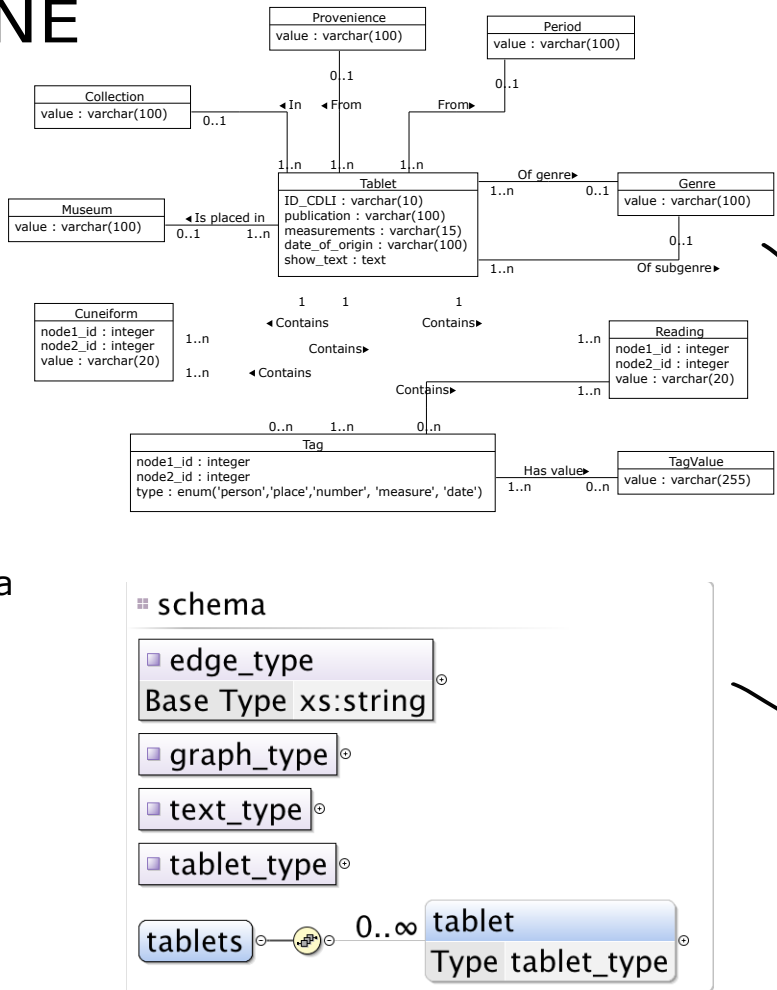 NE
Provenience
value : varchar(100)
Period
value : varchar(100)
Collection
value : varchar(100)
0..1
0..1
0..1
◄ In
◄ From
From►
1..n
1..n
1..n
Museum
value : varchar(100)
◄ Is placed in
0..1
1..n
Tablet
ID_CDLI : varchar(10)
publication : varchar(100)
measurements : varchar(15)
date_of_origin : varchar(100)
show_text : text
Of genre►
1..n
0..1
Genre
value : varchar(100)
0..1
1..n
Of subgenre►
1
1
1
Cuneiform
node1_id : integer
node2_id : integer
value : varchar(20)
1..n
1..n
◄ Contains
Contains►
Contains►
◄ Contains
Contains►
1..n
1..n
Reading
node1_id : integer
node2_id : integer
value : varchar(20)
0..n
1..n
0..n
Tag
node1_id : integer
node2_id : integer
type : enum('person','place','number', 'measure', 'date')
Has value►
1..n
0..n
TagValue
value : varchar(255)
a
schema
edge_type
Base Type xs:string
graph_type
text_type
tablet_type
tablets
0..∞
tablet
Type tablet_type